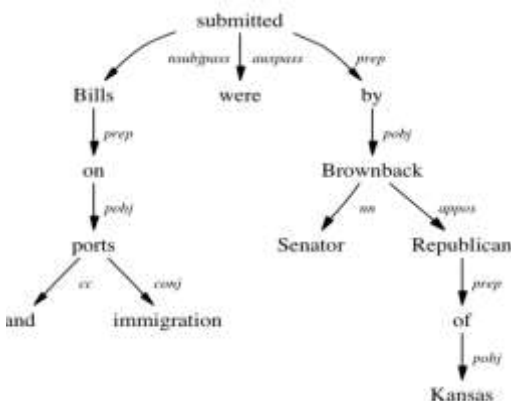 submitted
nsubjpass auxpass prep
Bills were by
prep pobj
on Brownback
pobj nn appos
ports Senator Republican
cc conj prep
and immigration of
pobj
Kansas